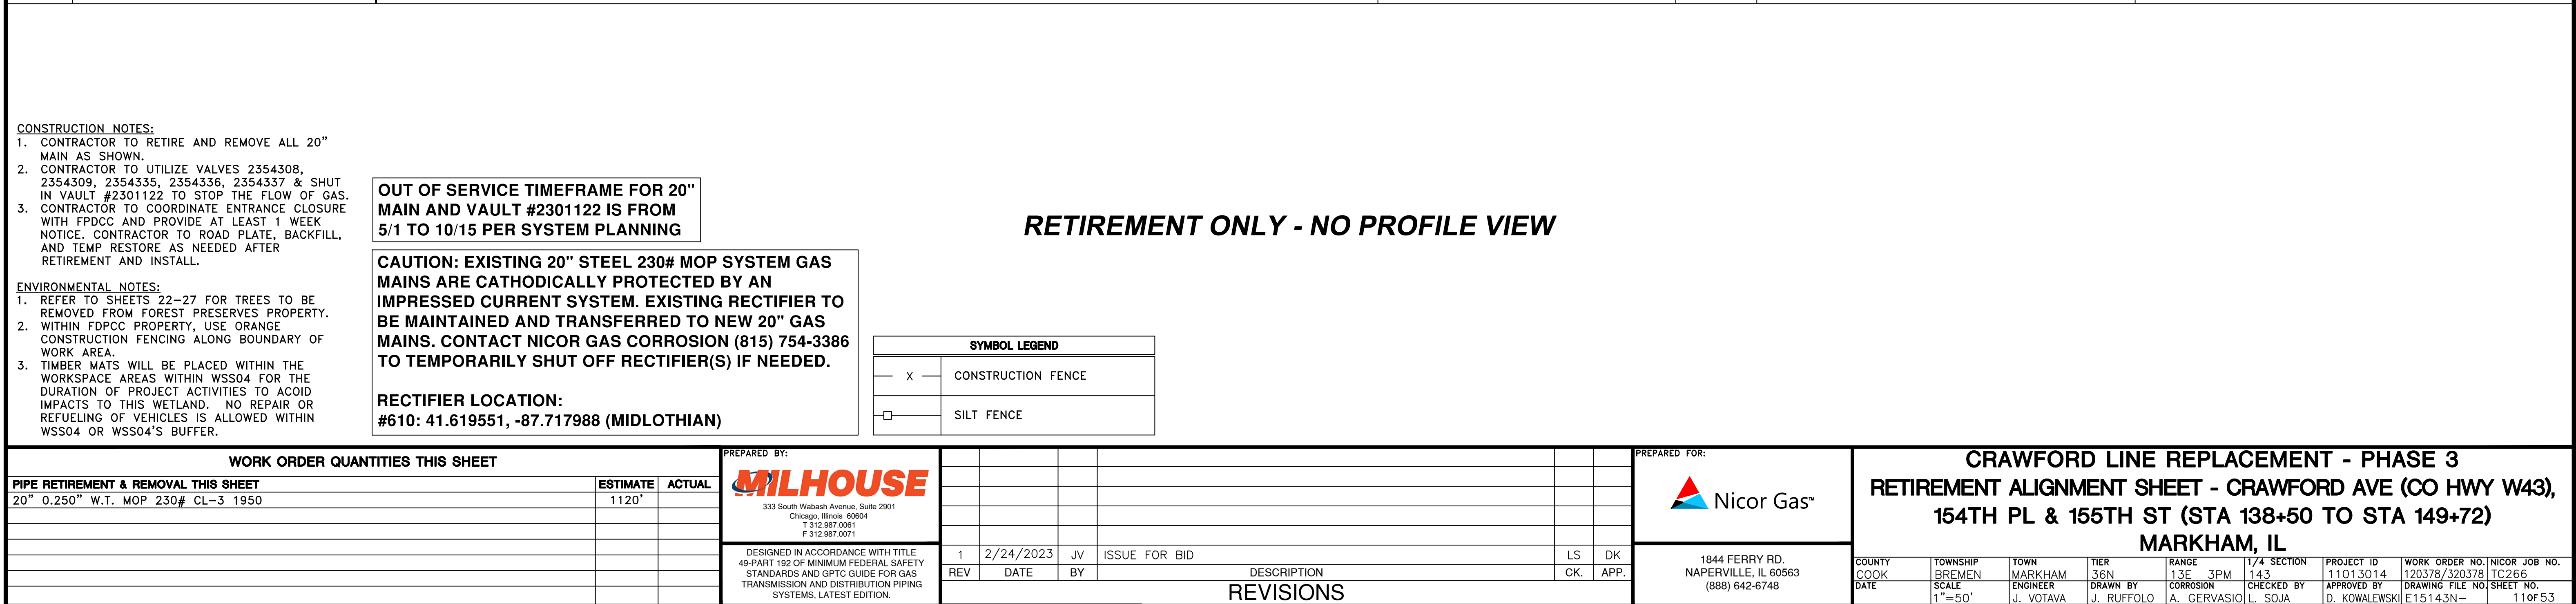 CONSTRUCTION NOTES:
1. CONTRACTOR TO RETIRE AND REMOVE ALL 20"
MAIN AS SHOWN.
2. CONTRACTOR TO UTILIZE VALVES 2354308,
2354309, 2354335, 2354336, 2354337 & SHUT
IN VAULT #2301122 TO STOP THE FLOW OF GAS.
3. CONTRACTOR TO COORDINATE ENTRANCE CLOSURE
WITH FPDCC AND PROVIDE AT LEAST 1 WEEK
NOTICE. CONTRACTOR TO ROAD PLATE, BACKFILL,
AND TEMP RESTORE AS NEEDED AFTER
RETIREMENT AND INSTALL.
ENVIRONMENTAL NOTES:
1. REFER TO SHEETS 22-27 FOR TREES TO BE
REMOVED FROM FOREST PRESERVES PROPERTY.
2. WITHIN FDPCC PROPERTY, USE ORANGE
CONSTRUCTION FENCING ALONG BOUNDARY OF
WORK AREA.
3. TIMBER MATS WILL BE PLACED WITHIN THE
WORKSPACE AREAS WITHIN WSS04 FOR THE
DURATION OF PROJECT ACTIVITIES TO ACOID
IMPACTS TO THIS WETLAND. NO REPAIR OR
REFUELING OF VEHICLES IS ALLOWED WITHIN
WSS04 OR WSS04'S BUFFER.
OUT OF SERVICE TIMEFRAME FOR 20"
MAIN AND VAULT #2301122 IS FROM
5/1 TO 10/15 PER SYSTEM PLANNING
CAUTION: EXISTING 20" STEEL 230# MOP SYSTEM GAS
MAINS ARE CATHODICALLY PROTECTED BY AN
IMPRESSED CURRENT SYSTEM. EXISTING RECTIFIER TO
BE MAINTAINED AND TRANSFERRED TO NEW 20" GAS
MAINS. CONTACT NICOR GAS CORROSION (815) 754-3386
TO TEMPORARILY SHUT OFF RECTIFIER(S) IF NEEDED.
RECTIFIER LOCATION:
#610: 41.619551, -87.717988 (MIDLOTHIAN)
SYMBOL LEGEND
X CONSTRUCTION FENCE
SILT FENCE
RETIREMENT ONLY - NO PROFILE VIEW
WORK ORDER QUANTITIES THIS SHEET
PIPE RETIREMENT & REMOVAL THIS SHEET ESTIMATE ACTUAL
20" 0.250" W.T. MOP 230# CL-3 1950 1120'
PREPARED BY:
MILHOUSE
333 South Wabash Avenue, Suite 2901
Chicago, Illinois 60604
T 312.987.0061
F 312.987.0071
DESIGNED IN ACCORDANCE WITH TITLE
49-PART 192 OF MINIMUM FEDERAL SAFETY
STANDARDS AND GPTC GUIDE FOR GAS
TRANSMISSION AND DISTRIBUTION PIPING
SYSTEMS, LATEST EDITION.
1 2/24/2023 JV ISSUE FOR BID LS DK
REV DATE BY DESCRIPTION CK. APP.
REVISIONS
PREPARED FOR:
Nicor Gas™
1844 FERRY RD.
NAPERVILLE, IL 60563
(888) 642-6748
CRAWFORD LINE REPLACEMENT - PHASE 3
RETIREMENT ALIGNMENT SHEET - CRAWFORD AVE (CO HWY W43),
154TH PL & 155TH ST (STA 138+50 TO STA 149+72)
MARKHAM, IL
COUNTY TOWNSHIP TOWN TIER RANGE 1/4 SECTION PROJECT ID WORK ORDER NO. NICOR JOB NO.
COOK BREMEN MARKHAM 36N 13E 3PM 143 11013014 120378/320378 TC266
DATE SCALE ENGINEER DRAWN BY CORROSION CHECKED BY APPROVED BY DRAWING FILE NO. SHEET NO.
1"=50' J. VOTAVA J. RUFFOLO A. GERVASIO L. SOJA D. KOWALEWSKI E15143N- 11 OF 53